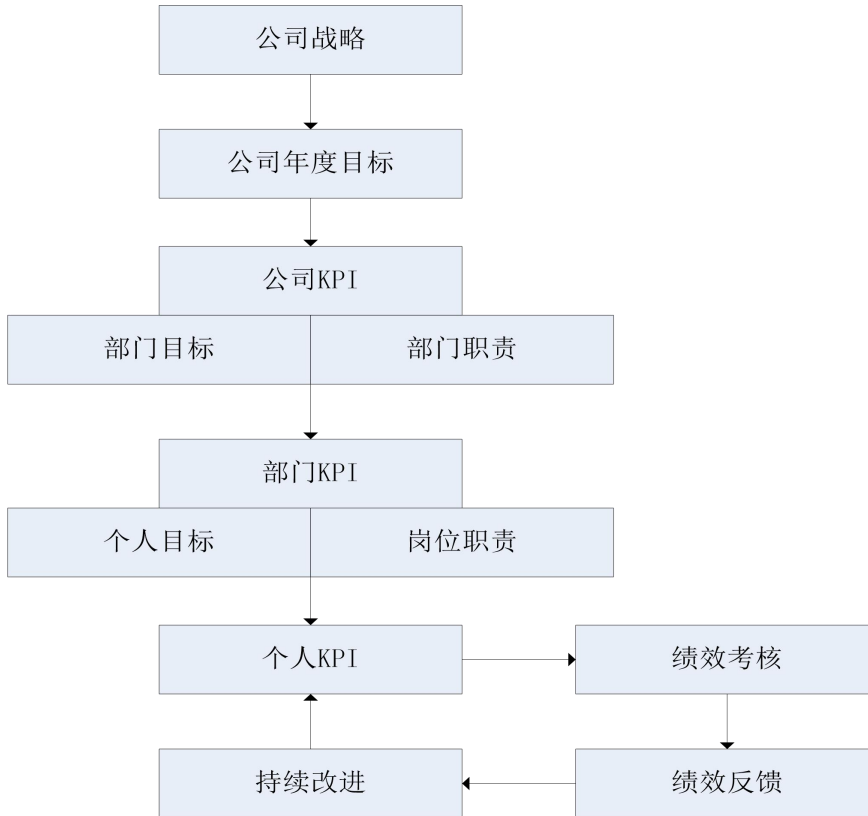 公司战略
公司年度目标
公司KPI
部门目标
部门职责
部门KPI
个人目标
岗位职责
个人KPI
绩效考核
持续改进
绩效反馈